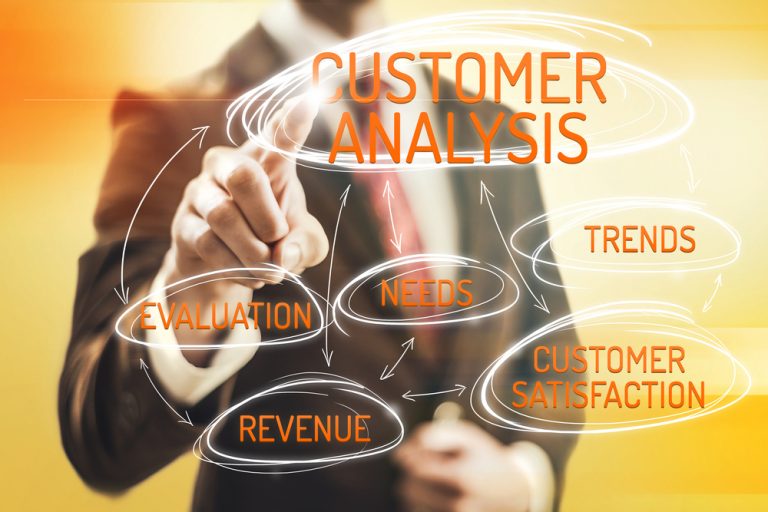 CUSTOMER
ANALYSIS
TRENDS
NEEDS
EVALUATION
CUSTOMER
SATISFACTION
REVENUE